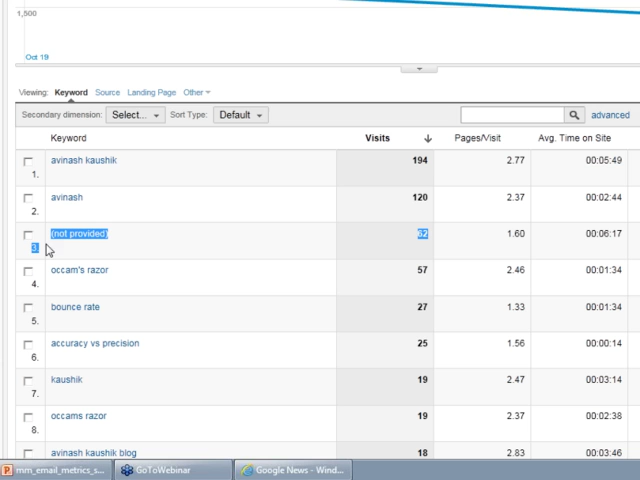 1,500
Oct 19
Viewing: Keyword Source Landing Page Other
Secondary dimension: Select... Sort Type: Default advanced
Keyword Visits Pages/Visit Avg. Time on Site
1. avinash kaushik 194 2.77 00:05:49
2. avinash 120 2.37 00:02:44
3. (not provided) 62 1.60 00:06:17
4. occam's razor 57 2.46 00:01:34
5. bounce rate 27 1.33 00:01:34
6. accuracy vs precision 25 1.56 00:00:14
7. kaushik 19 2.47 00:03:14
8. occams razor 19 2.37 00:02:38
avinash kaushik blog 18 2.83 00:03:46
mm_email_metrics_s... GoToWebinar Google News - Wind...